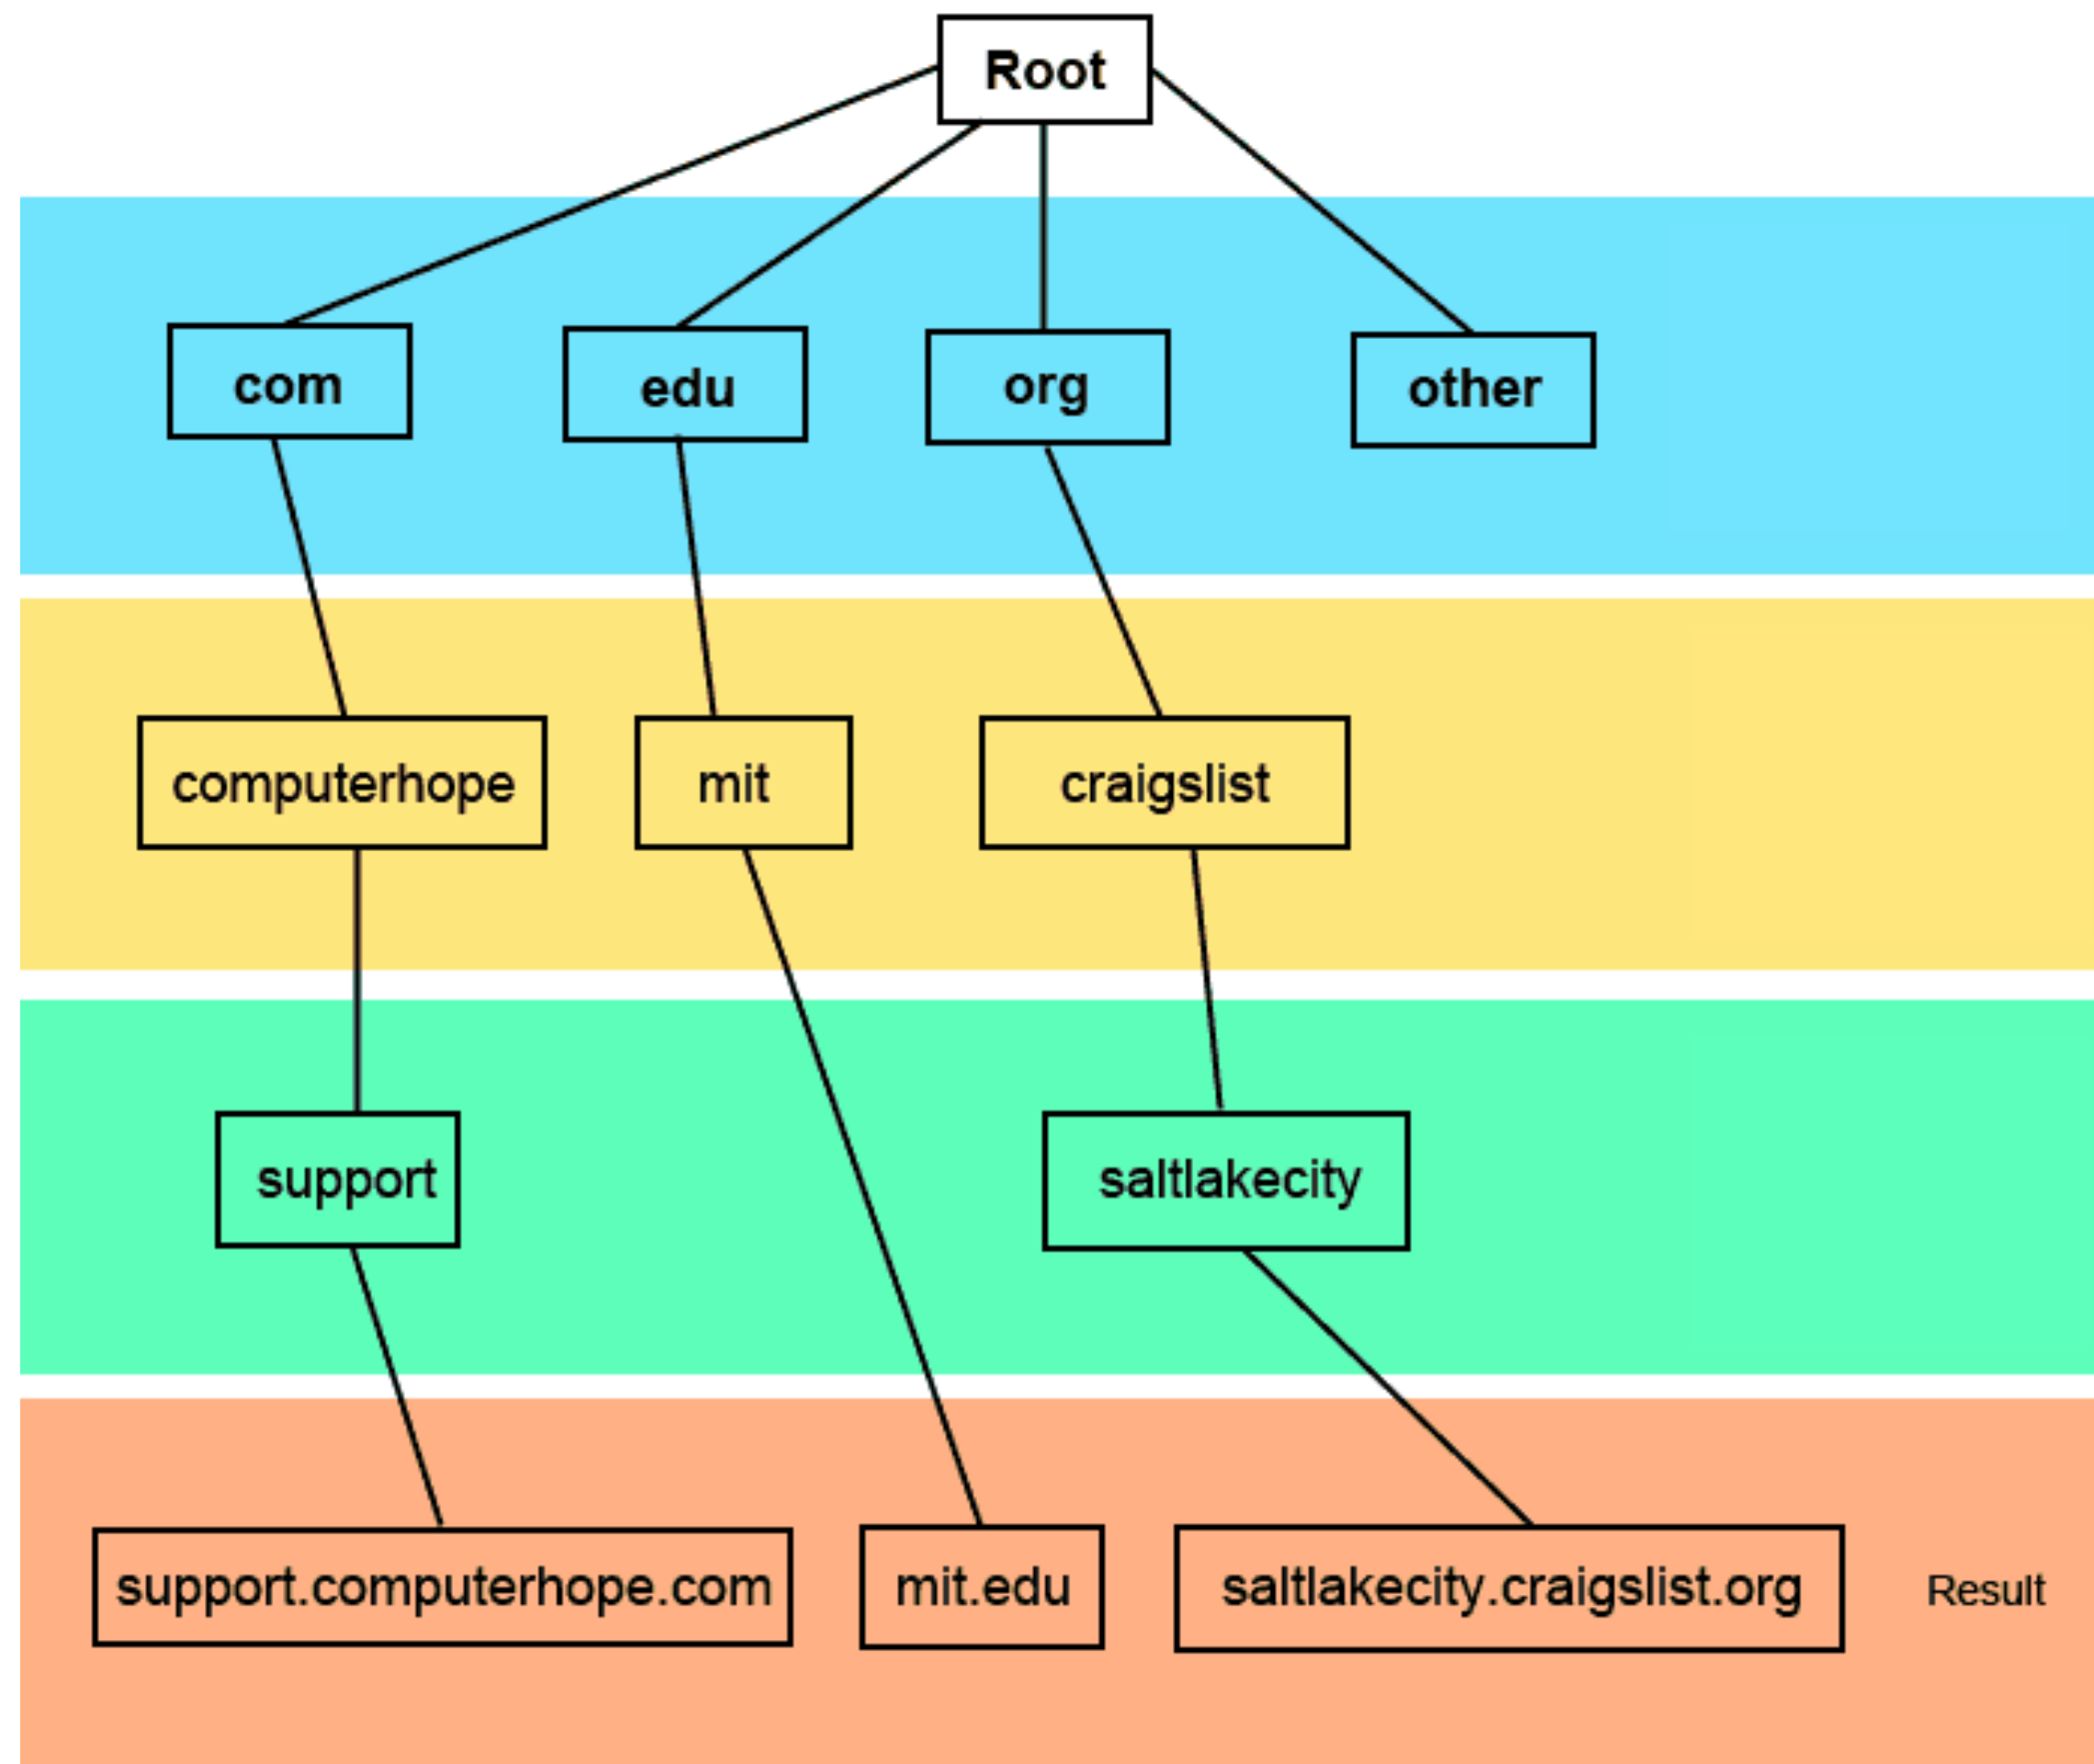 Root
com
edu
org
other
computerhope
mit
craigslist
support
saltlakecity
support.computerhope.com
mit.edu
saltlakecity.craigslist.org
Result